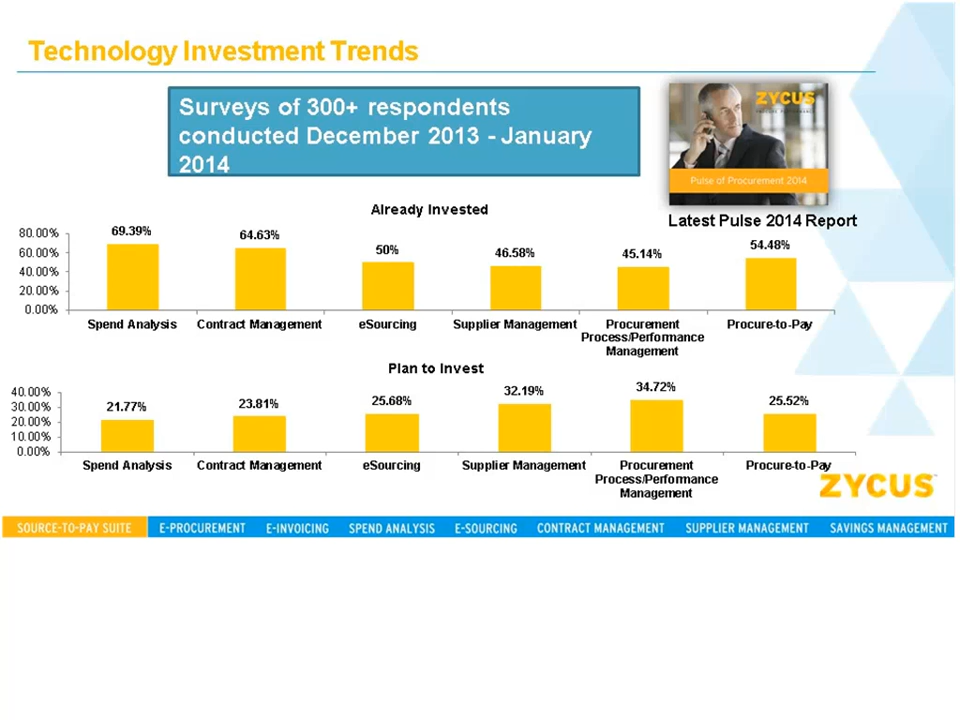 Technology Investment Trends
Surveys of 300+ respondents
conducted December 2013 - January
2014
ZYCUS
Pulse of Procurement 2014
Latest Pulse 2014 Report
Already Invested
80.00%
60.00%
40.00%
20.00%
0.00%
69.39%
64.63%
50%
46.58%
45.14%
54.48%
Spend Analysis
Contract Management
eSourcing
Supplier Management
Procurement
Process/Performance
Management
Procure-to-Pay
Plan to Invest
40.00%
30.00%
20.00%
10.00%
0.00%
21.77%
23.81%
25.68%
32.19%
34.72%
25.52%
Spend Analysis
Contract Management
eSourcing
Supplier Management
Procurement
Process/Performance
Management
Procure-to-Pay
ZYCUS
SOURCE-TO-PAY SUITE E-PROCUREMENT E-INVOICING SPEND ANALYSIS E-SOURCING CONTRACT MANAGEMENT SUPPLIER MANAGEMENT SAVINGS MANAGEMENT